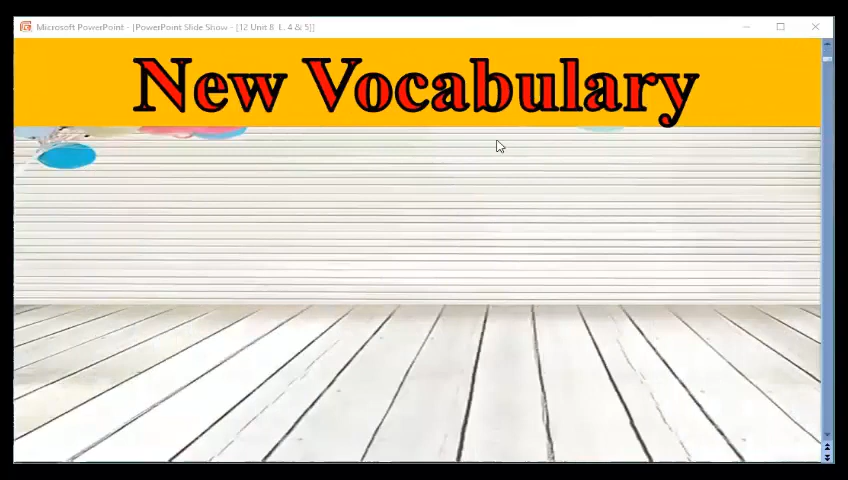 Microsoft PowerPoint - [PowerPoint Slide Show - [12 Unit 8 L. 4 & 5]]
New Vocabulary